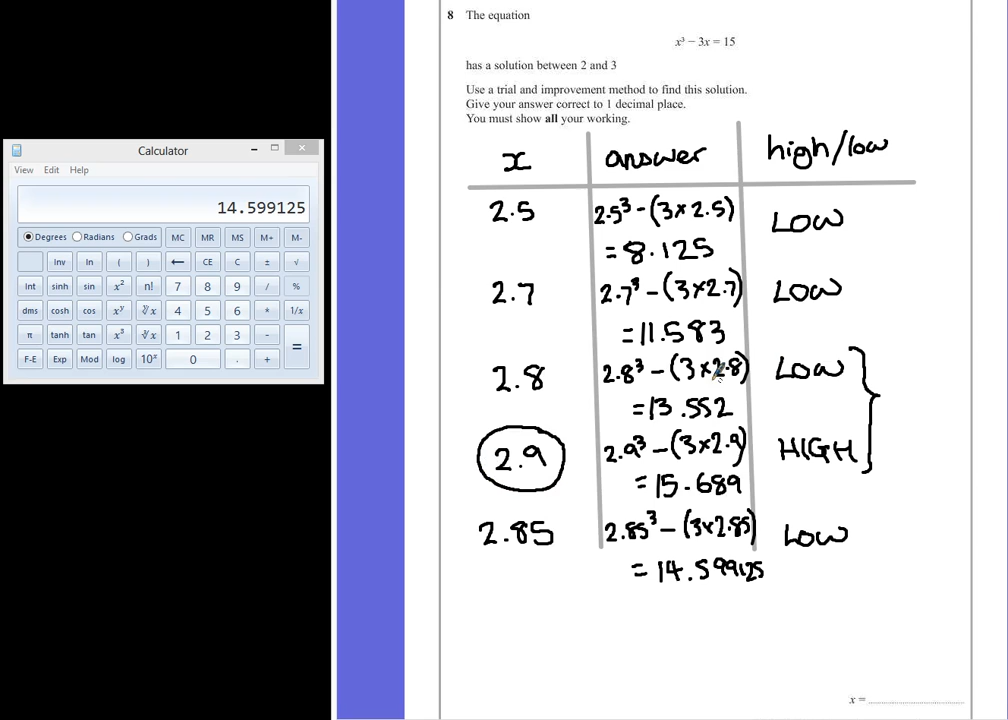 8 The equation
x³ − 3x = 15
has a solution between 2 and 3
Use a trial and improvement method to find this solution.
Give your answer correct to 1 decimal place.
You must show all your working.
x answer high/low
2.5 2.5³ − (3×2.5) LOW
= 8.125
2.7 2.7³ − (3×2.7) LOW
= 11.583
2.8 2.8³ − (3×2.8) LOW
= 13.552
2.9 2.9³ − (3×2.9) HIGH
= 15.689
2.85 2.85³ − (3×2.85) LOW
= 14.599125
x =
Calculator
View Edit Help
14.599125
Degrees Radians Grads MC MR MS M+ M-
Inv ln ( ) ← CE C ± √
Int sinh sin x² n! 7 8 9 / %
dms cosh cos xʸ ʸ√x 4 5 6 * 1/x
π tanh tan x³ ³√x 1 2 3 - =
F-E Exp Mod log 10ˣ 0 . +